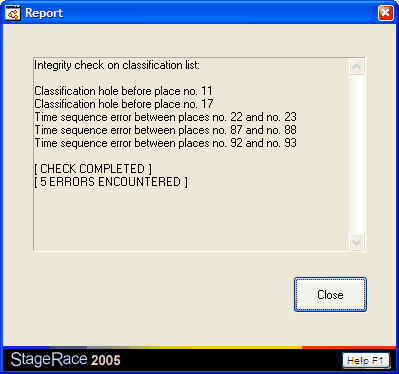 Report
Integrity check on classification list:
Classification hole before place no. 11
Classification hole before place no. 17
Time sequence error between places no. 22 and no. 23
Time sequence error between places no. 87 and no. 88
Time sequence error between places no. 92 and no. 93
[ CHECK COMPLETED ]
[ 5 ERRORS ENCOUNTERED ]
Close
StageRace 2005
Help F1